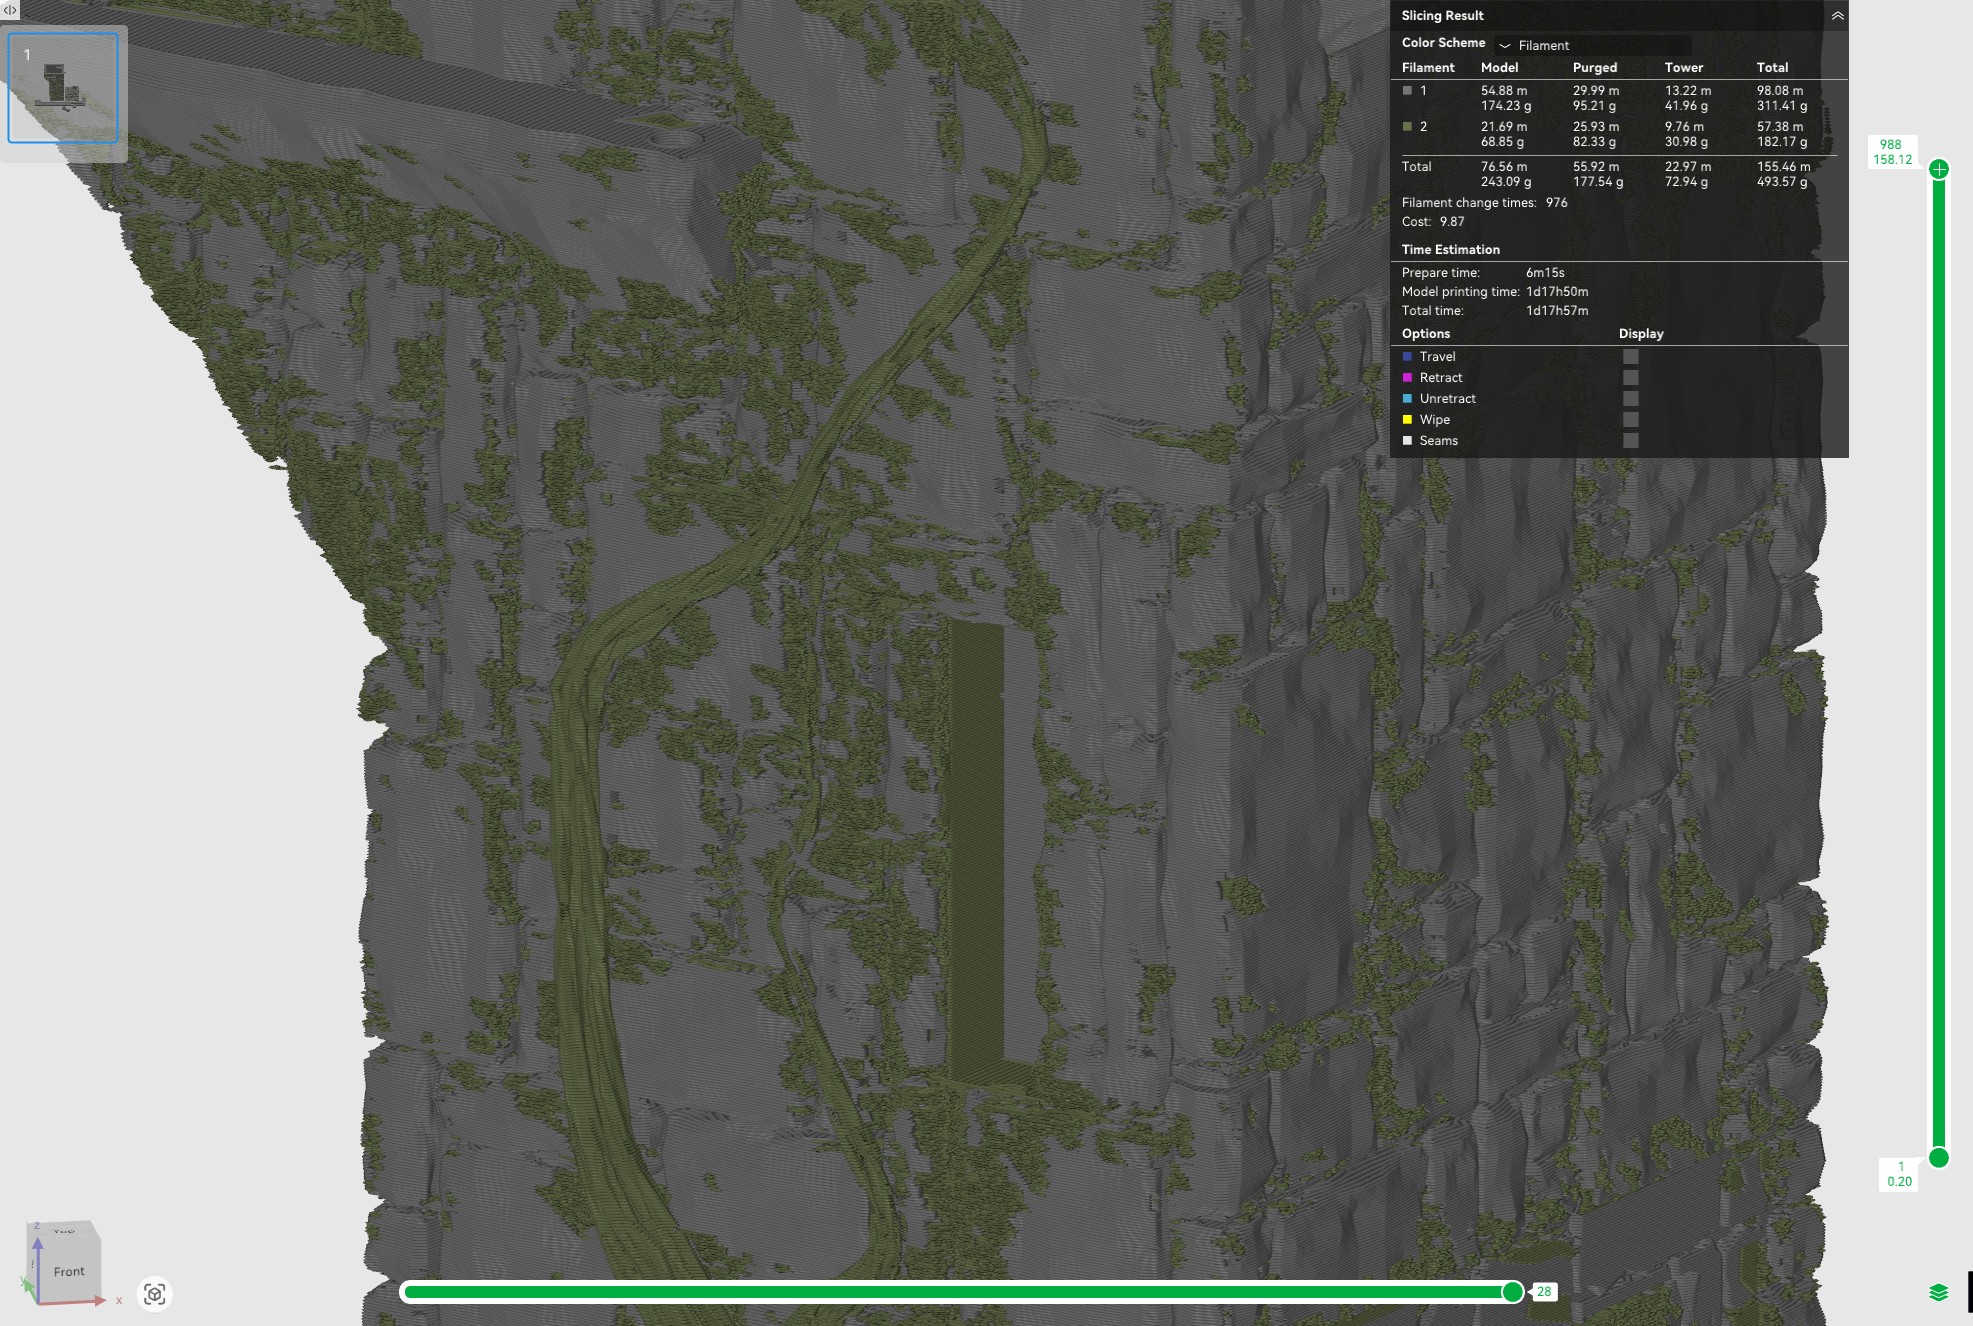 1
Slicing Result
Color Scheme Filament
Filament Model Purged Tower Total
1 54.88 m 29.99 m 13.22 m 98.08 m
174.23 g 95.21 g 41.96 g 311.41 g
2 21.69 m 25.93 m 9.76 m 57.38 m
68.85 g 82.33 g 30.98 g 182.17 g
Total 76.56 m 55.92 m 22.97 m 155.46 m
243.09 g 177.54 g 72.94 g 493.57 g
Filament change times: 976
Cost: 9.87
Time Estimation
Prepare time: 6m15s
Model printing time: 1d17h50m
Total time: 1d17h57m
Options Display
Travel
Retract
Unretract
Wipe
Seams
988
158.12
1
0.20
z
Top
Front
y
x
28